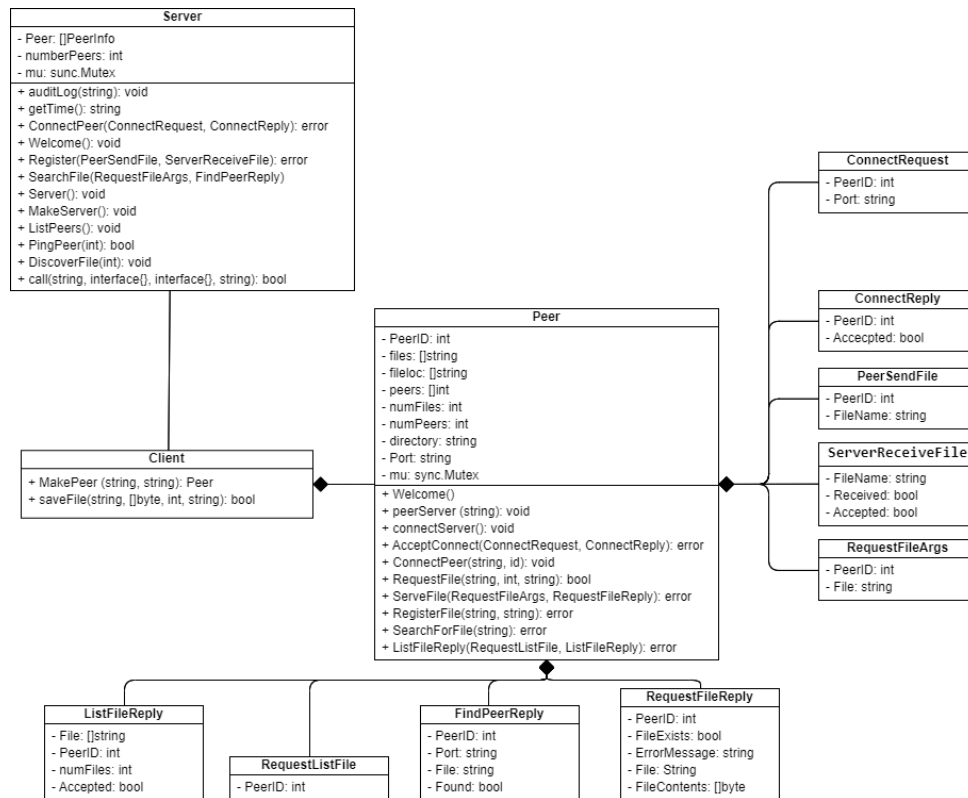 Server
- Peer: []PeerInfo
- numberPeers: int
- mu: sunc.Mutex
+ auditLog(string): void
+ getTime(): string
+ ConnectPeer(ConnectRequest, ConnectReply): error
+ Welcome(): void
+ Register(PeerSendFile, ServerReceiveFile): error
+ SearchFile(RequestFileArgs, FindPeerReply)
+ Server(): void
+ MakeServer(): void
+ ListPeers(): void
+ PingPeer(int): bool
+ DiscoverFile(int): void
+ call(string, interface{}, interface{}, string): bool
Client
+ MakePeer (string, string): Peer
+ saveFile(string, []byte, int, string): bool
Peer
- PeerID: int
- files: []string
- fileloc: []string
- peers: []int
- numFiles: int
- numPeers: int
- directory: string
- Port: string
- mu: sync.Mutex
+ Welcome()
+ peerServer (string): void
+ connectServer(): void
+ AcceptConnect(ConnectRequest, ConnectReply): error
+ ConnectPeer(string, id): void
+ RequestFile(string, int, string): bool
+ ServeFile(RequestFileArgs, RequestFileReply): error
+ RegisterFile(string, string): error
+ SearchForFile(string): error
+ ListFileReply(RequestListFile, ListFileReply): error
ConnectRequest
- PeerID: int
- Port: string
ConnectReply
- PeerID: int
- Accecpted: bool
PeerSendFile
- PeerID: int
- FileName: string
ServerReceiveFile
- FileName: string
- Received: bool
- Accepted: bool
RequestFileArgs
- PeerID: int
- File: string
ListFileReply
- File: []string
- PeerID: int
- numFiles: int
- Accepted: bool
RequestListFile
- PeerID: int
FindPeerReply
- PeerID: int
- Port: string
- File: string
- Found: bool
RequestFileReply
- PeerID: int
- FileExists: bool
- ErrorMessage: string
- File: String
- FileContents: []byte